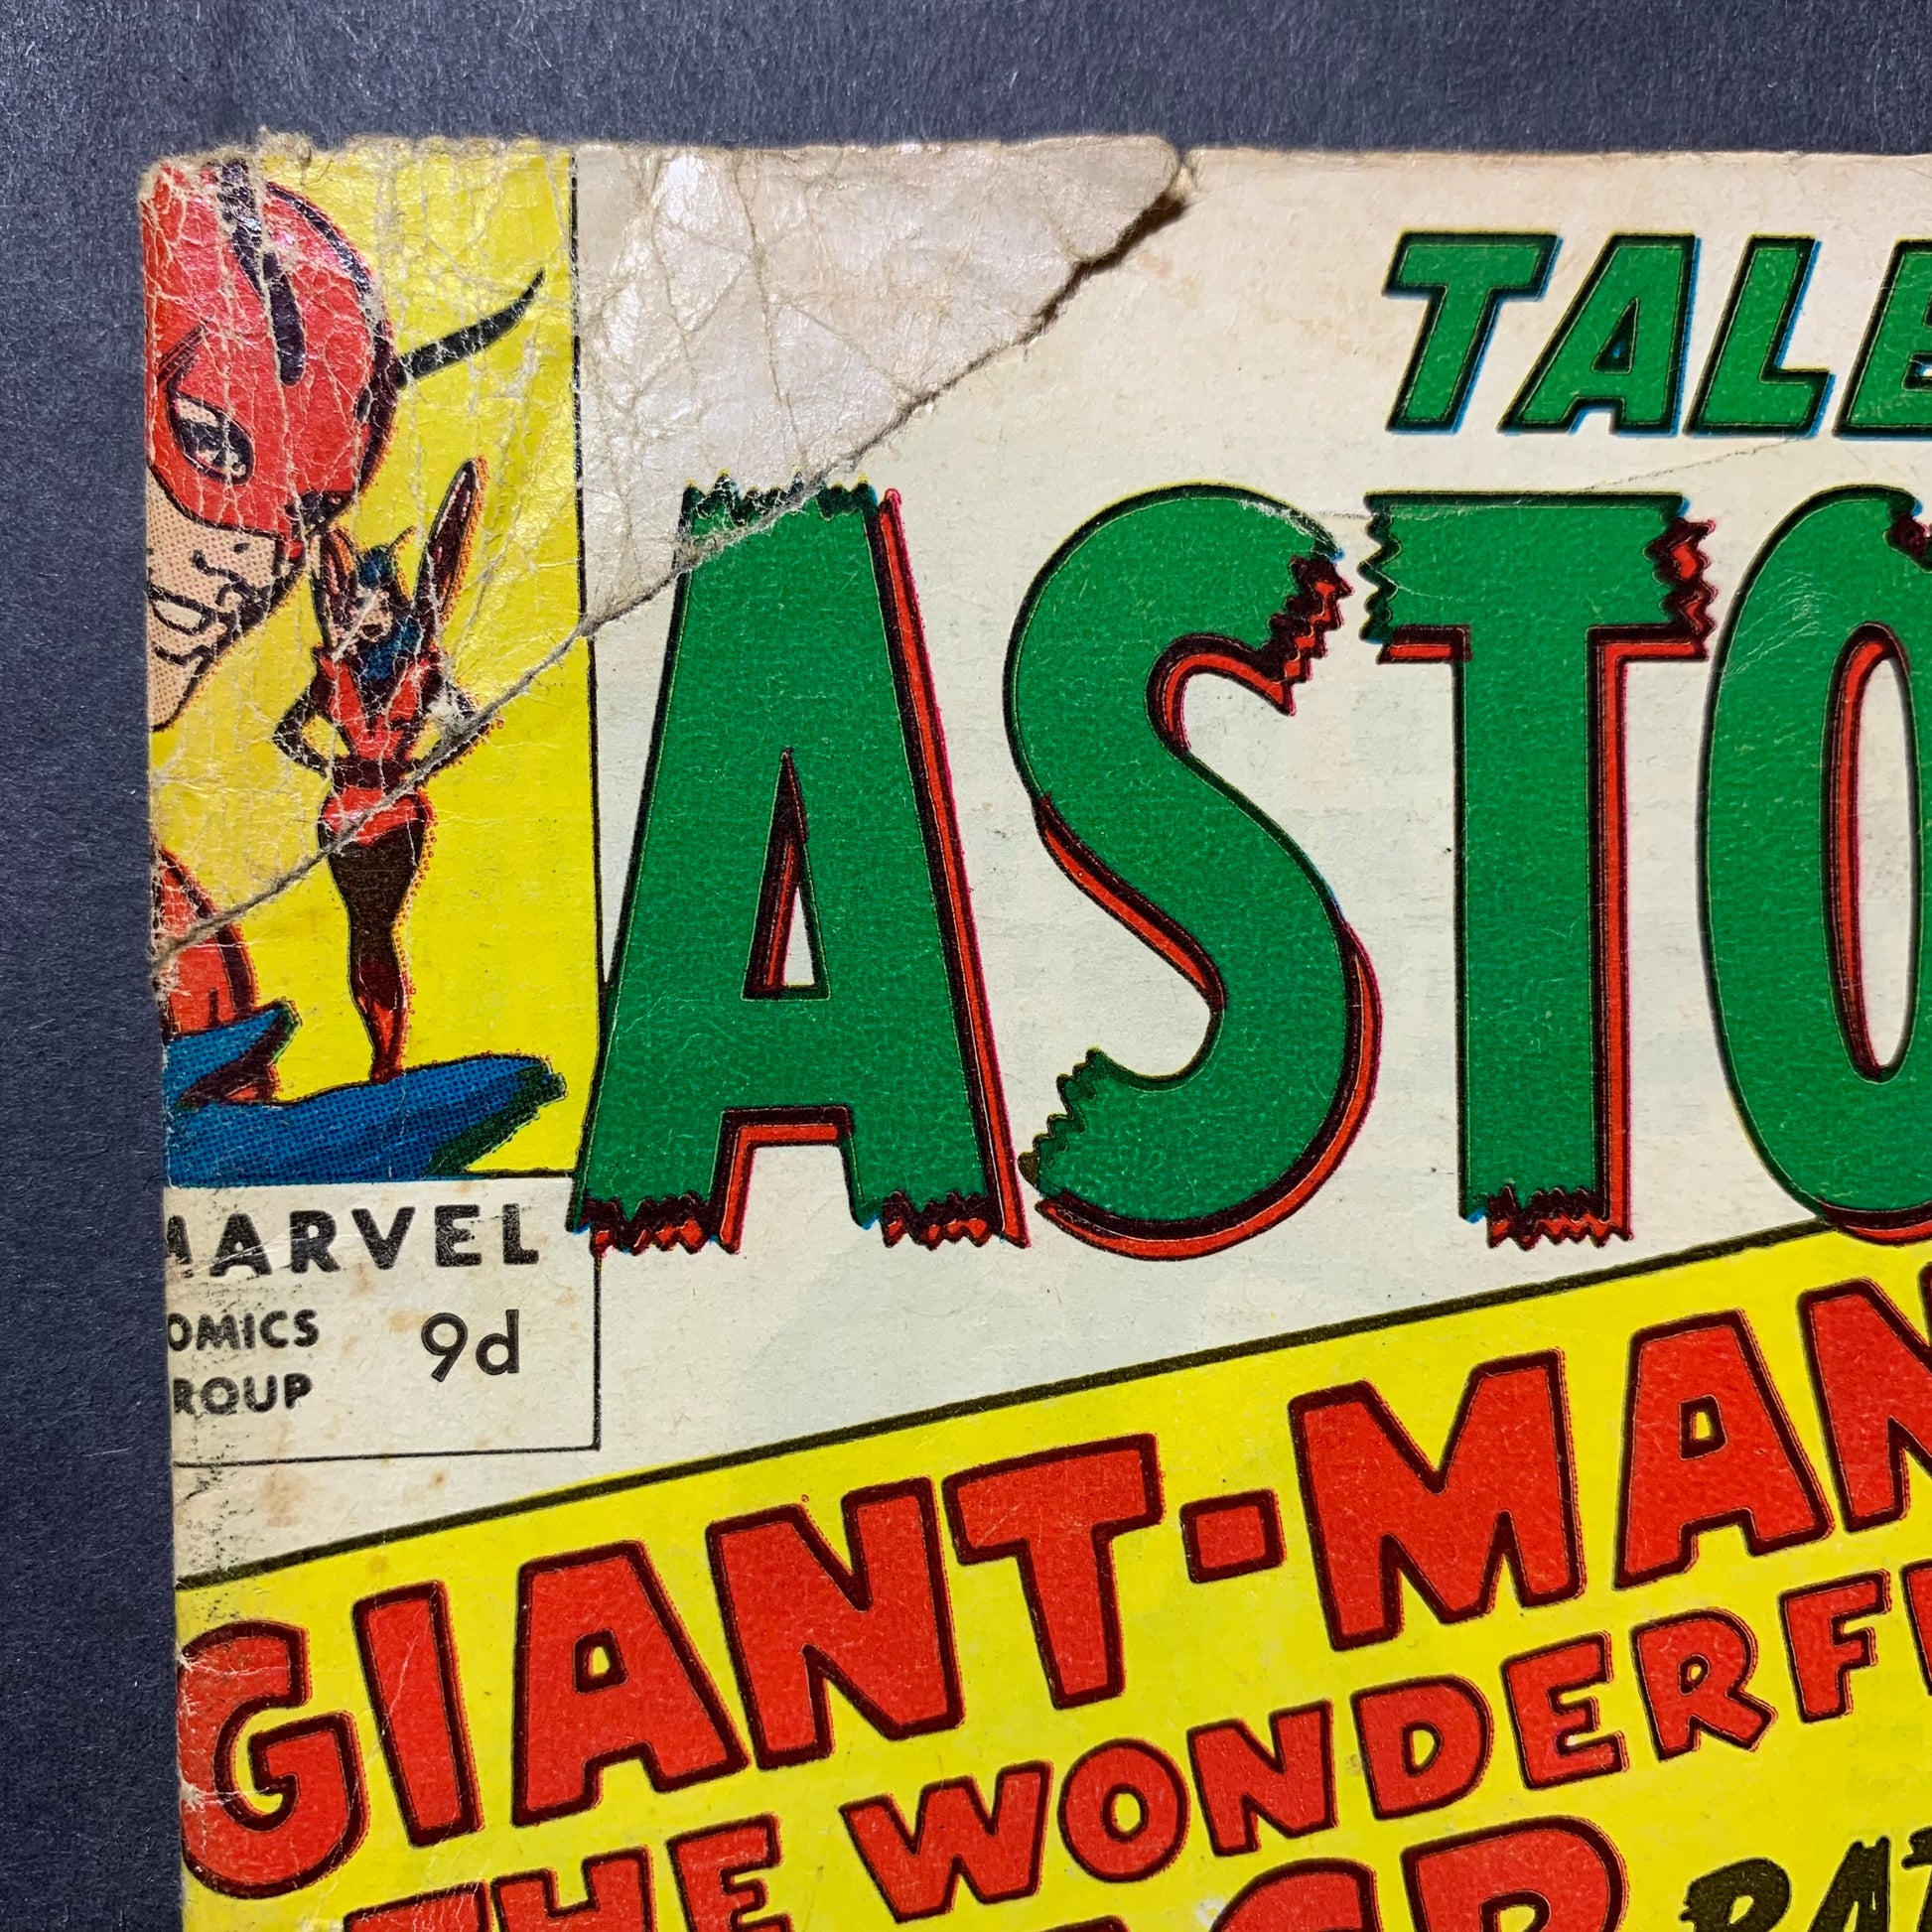 TALE
ASTO
MARVEL
OMICS 9d
ROUP
GIANT-MAN
THE WONDERF